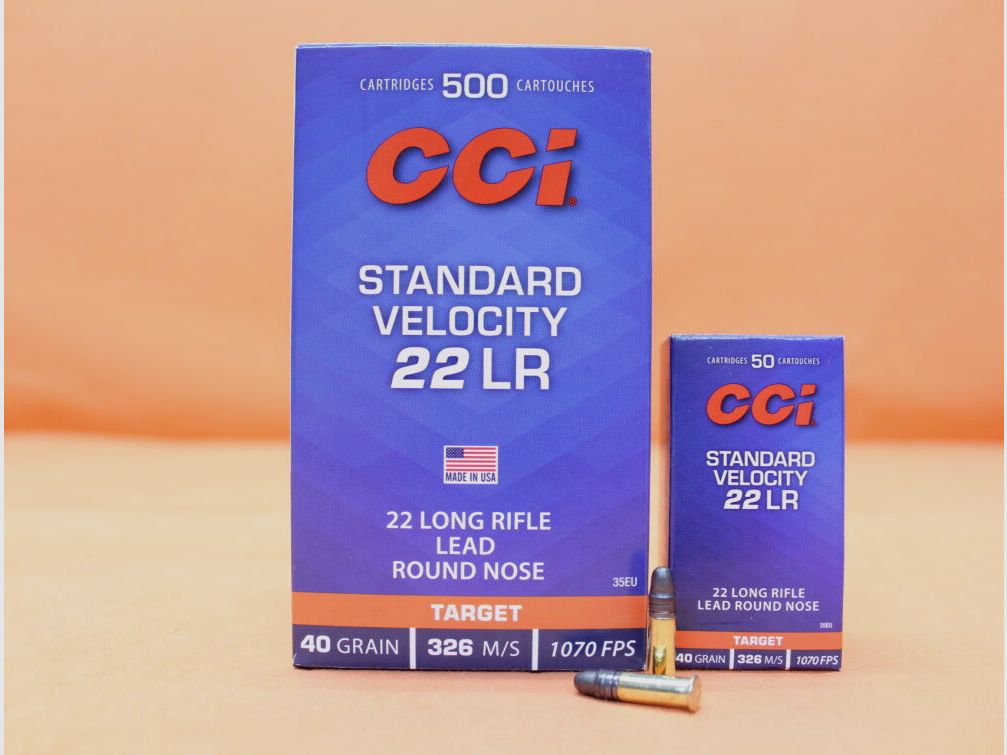 CARTRIDGES 500 CARTOUCHES
CCi®
STANDARD
VELOCITY
22 LR
MADE IN USA
22 LONG RIFLE
LEAD
ROUND NOSE
35EU
TARGET
40 GRAIN 326 M/S 1070 FPS
CARTRIDGES 50 CARTOUCHES
CCi
STANDARD
VELOCITY
22 LR
22 LONG RIFLE
LEAD ROUND NOSE
35EU
TARGET
40 GRAIN 326 M/S 1070 FPS